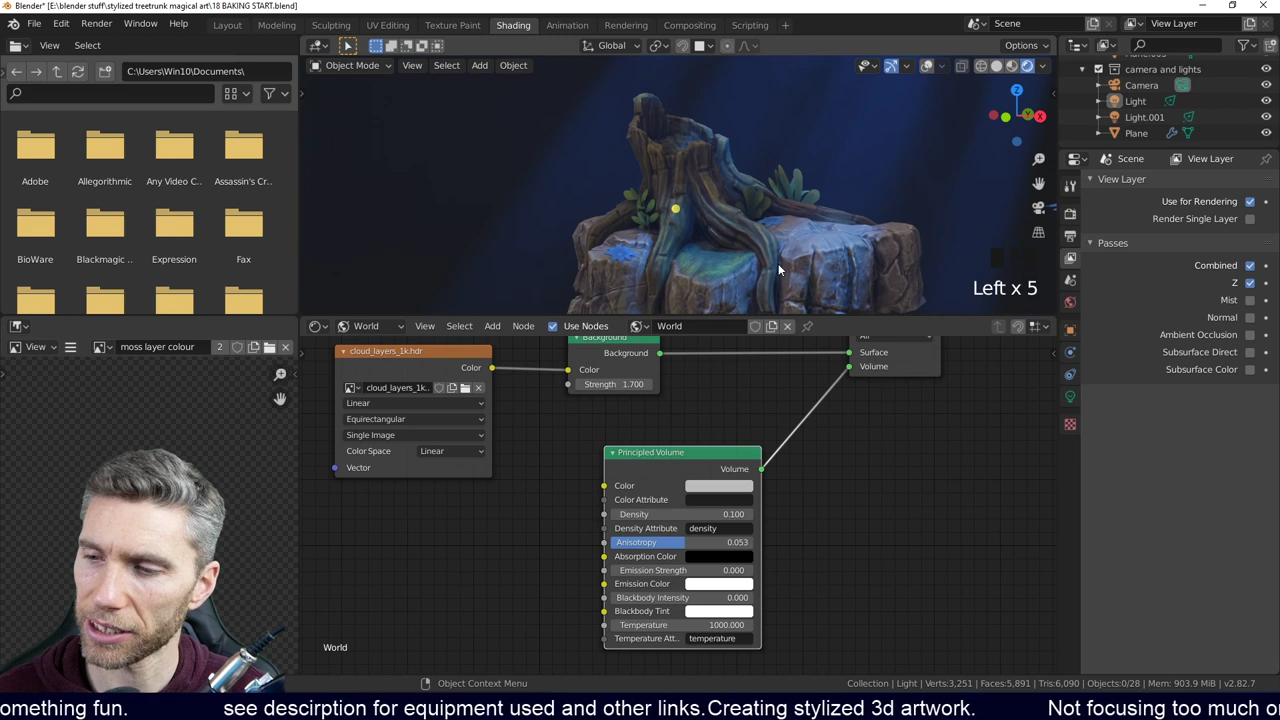 Blender* [E:\blender stuff\stylized treetrunk magical art\18 BAKING START.blend]
File Edit Render Window Help Layout Modeling Sculpting UV Editing Texture Paint Shading Animation Rendering Compositing Scripting + Scene View Layer
View Select Global Options
C:\Users\Win10\Documents\
Object Mode View Select Add Object
Adobe Allegorithmic Any Video C.. Assassin's Cr..
BioWare Blackmagic .. Expression Fax
Z
X
Left x 5
camera and lights
Camera
Light
Light.001
Plane
Scene View Layer
View Layer
Use for Rendering
Render Single Layer
Passes
Combined
Z
Mist
Normal
Ambient Occlusion
Subsurface Direct
Subsurface Color
View moss layer colour 2
World View Select Add Node Use Nodes World
cloud_layers_1k.hdr
Color
cloud_layers_1k..
Linear
Equirectangular
Single Image
Color Space Linear
Vector
Background
Background
Color
Strength 1.700
All
Surface
Volume
Principled Volume
Volume
Color
Color Attribute
Density 0.100
Density Attribute density
Anisotropy 0.053
Absorption Color
Emission Strength 0.000
Emission Color
Blackbody Intensity 0.000
Blackbody Tint
Temperature 1000.000
Temperature Att.. temperature
World
Object Context Menu
Collection | Light | Verts:3,251 | Faces:5,891 | Tris:6,090 | Objects:0/28 | Mem: 903.9 MiB | v2.82.7
omething fun. see descirption for equipment used and other links.Creating stylized 3d artwork. Not focusing too much o